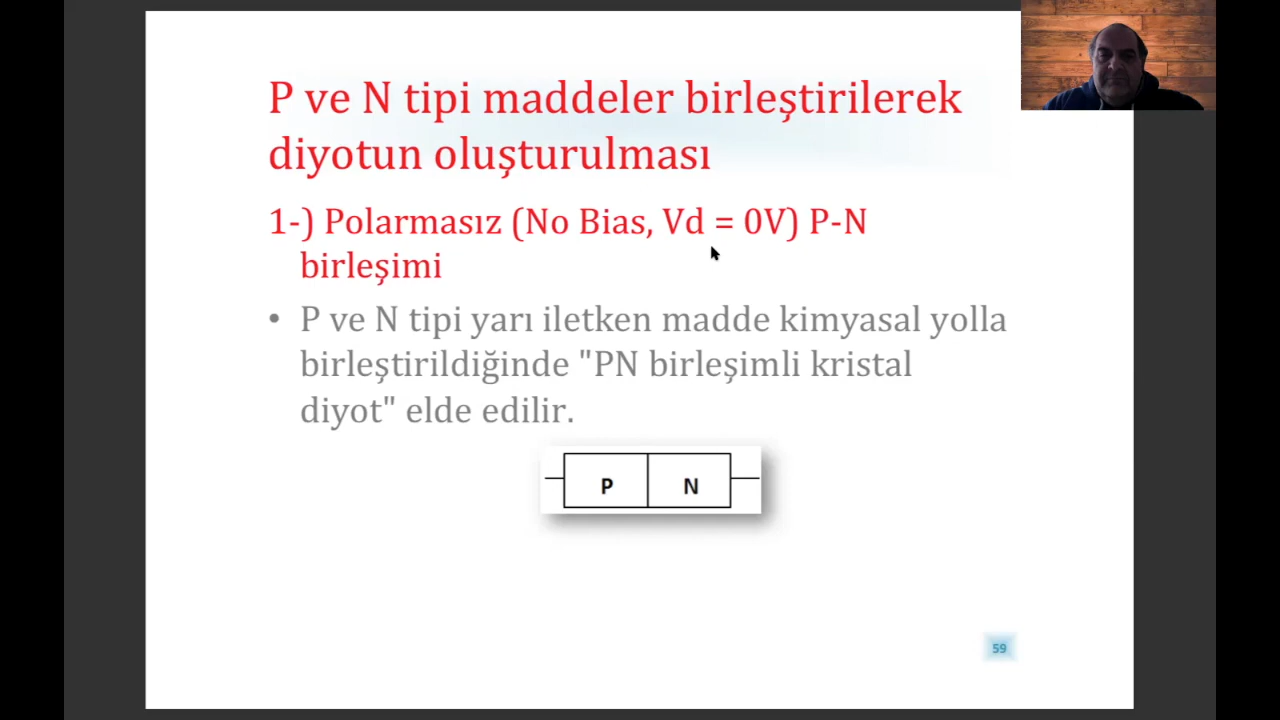 P ve N tipi maddeler birleştirilerek
diyotun oluşturulması
1-) Polarmasız (No Bias, Vd = 0V) P-N
birleşimi
• P ve N tipi yarı iletken madde kimyasal yolla
birleştirildiğinde "PN birleşimli kristal
diyot" elde edilir.
P N
59